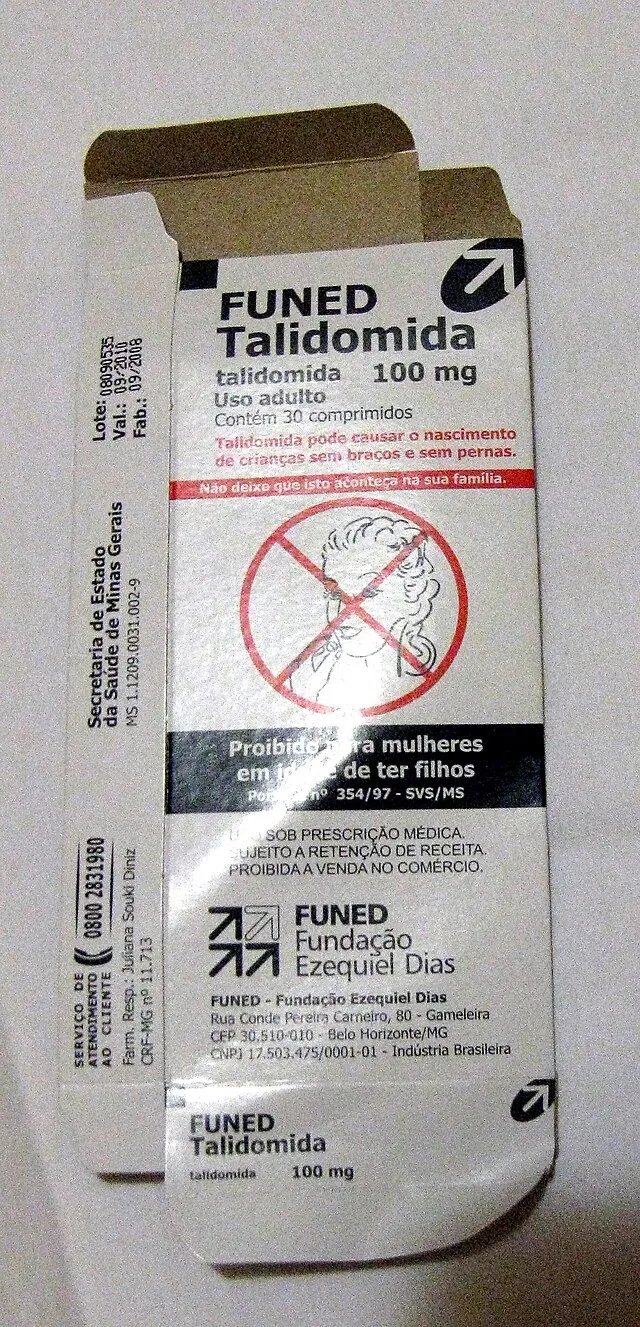 FUNED
Talidomida
talidomida 100 mg
Uso adulto
Contém 30 comprimidos
Talidomida pode causar o nascimento
de crianças sem braços e sem pernas.
Não deixe que isto aconteça na sua família.
Proibido para mulheres
em idade de ter filhos
nº 354/97 - SVS/MS
USO SOB PRESCRIÇÃO MÉDICA.
SUJEITO A RETENÇÃO DE RECEITA.
PROIBIDA A VENDA NO COMÉRCIO.
FUNED
Fundação
Ezequiel Dias
FUNED - Fundação Ezequiel Dias
Rua Conde Pereira Carneiro, 80 - Gameleira
CEP 30.510-010 - Belo Horizonte/MG
CNPJ 17.503.475/0001-01 - Indústria Brasileira
FUNED
Talidomida
talidomida 100 mg
Lote: 08090535
Val.: 09/2010
Fab.: 09/2008
Secretaria de Estado
da Saúde de Minas Gerais
MS 1.1209.0031.002-9
SERVIÇO DE
ATENDIMENTO
AO CLIENTE
0800 2831980
Farm. Resp.: Juliana Souki Diniz
CRF-MG nº 11.713